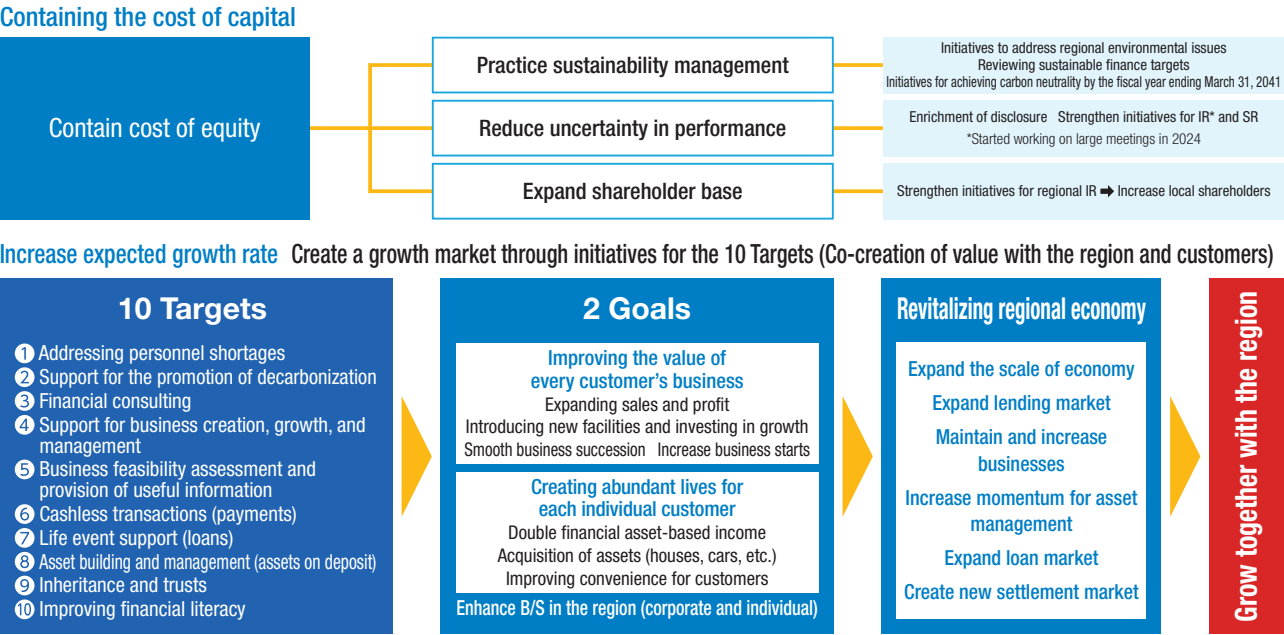 Containing the cost of capital
Contain cost of equity
Practice sustainability management
Initiatives to address regional environmental issues
Reviewing sustainable finance targets
Initiatives for achieving carbon neutrality by the fiscal year ending March 31, 2041
Reduce uncertainty in performance
Enrichment of disclosure Strengthen initiatives for IR* and SR
*Started working on large meetings in 2024
Expand shareholder base
Strengthen initiatives for regional IR ➡ Increase local shareholders
Increase expected growth rate Create a growth market through initiatives for the 10 Targets (Co-creation of value with the region and customers)
10 Targets
① Addressing personnel shortages
② Support for the promotion of decarbonization
③ Financial consulting
④ Support for business creation, growth, and
management
⑤ Business feasibility assessment and
provision of useful information
⑥ Cashless transactions (payments)
⑦ Life event support (loans)
⑧ Asset building and management (assets on deposit)
⑨ Inheritance and trusts
⑩ Improving financial literacy
2 Goals
Improving the value of
every customer's business
Expanding sales and profit
Introducing new facilities and investing in growth
Smooth business succession Increase business starts
Creating abundant lives for
each individual customer
Double financial asset-based income
Acquisition of assets (houses, cars, etc.)
Improving convenience for customers
Enhance B/S in the region (corporate and individual)
Revitalizing regional economy
Expand the scale of economy
Expand lending market
Maintain and increase
businesses
Increase momentum for asset
management
Expand loan market
Create new settlement market
Grow together with the region